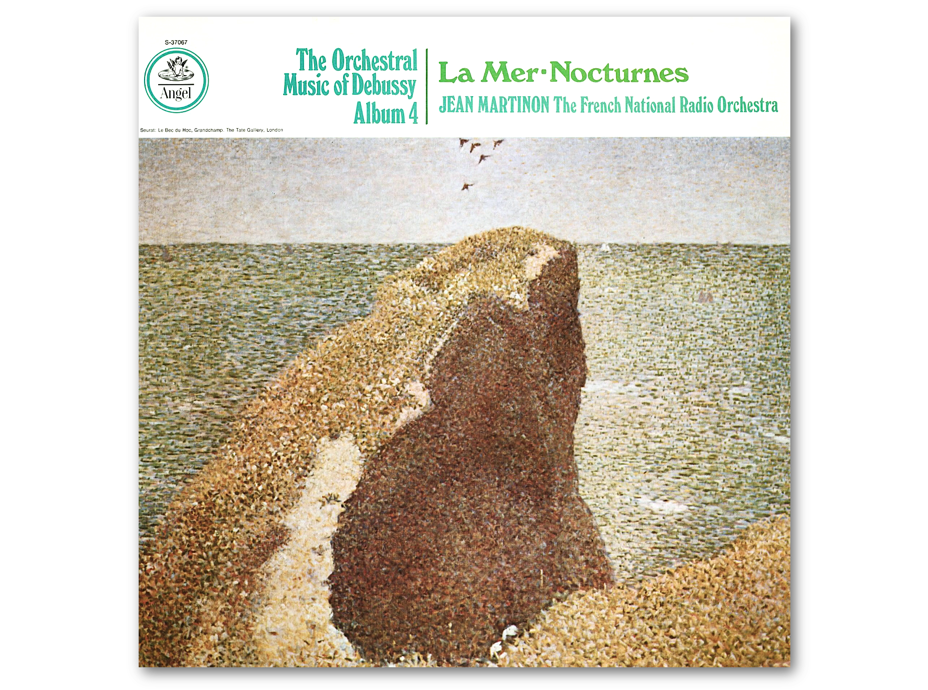 S-37067
Angel
The Orchestral
Music of Debussy
Album 4
La Mer·Nocturnes
JEAN MARTINON The French National Radio Orchestra
Seurat: Le Bec du Hoc, Grandchamp: The Tate Gallery, London